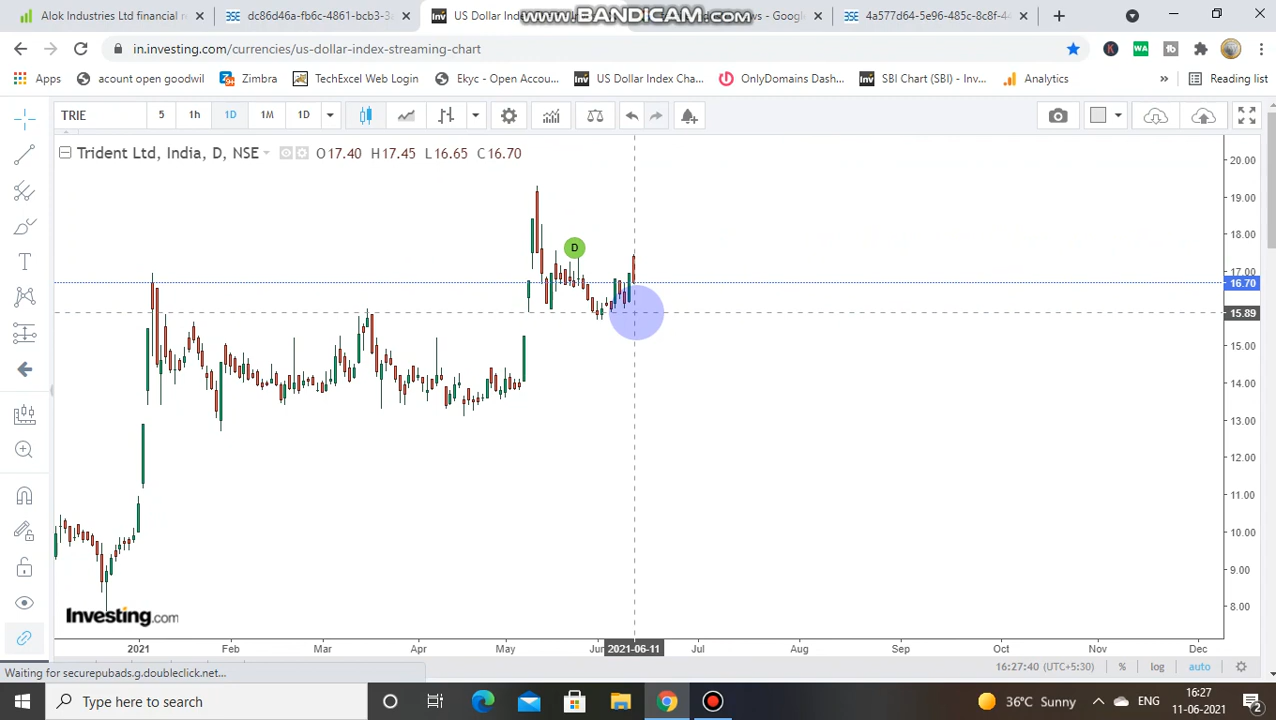 Alok Industries Ltd financial r
dc86d46a-fb6c-4861-bcb3-3
US Dollar Indices
www.BANDICAM.com
ws - Google
4a577d64-5e96-485c-8c8f-4
in.investing.com/currencies/us-dollar-index-streaming-chart
Apps
acount open goodwil
Zimbra
TechExcel Web Login
Ekyc - Open Accou...
US Dollar Index Cha...
OnlyDomains Dash...
SBI Chart (SBI) - Inv...
Analytics
»
Reading list
TRIE
5
1h
1D
1M
1D
Trident Ltd, India, D, NSE
O17.40 H17.45 L16.65 C16.70
D
20.00
19.00
18.00
17.00
16.70
15.89
15.00
14.00
13.00
12.00
11.00
10.00
9.00
8.00
Investing.com
2021
Feb
Mar
Apr
May
Jun
2021-06-11
Jul
Aug
Sep
Oct
Nov
Dec
Waiting for securepubads.g.doubleclick.net...
16:27:40 (UTC+5:30)
%
log
auto
Type here to search
36°C Sunny
ENG
16:27
11-06-2021
2